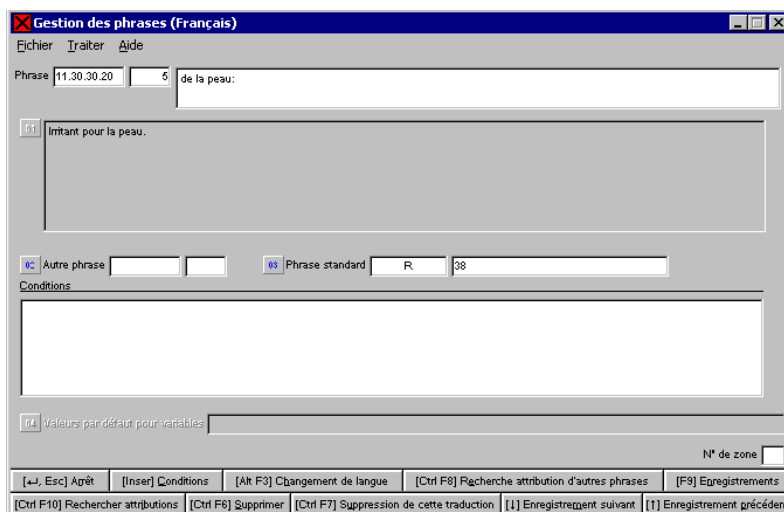 Gestion des phrases (Français)
Fichier Traiter Aide
Phrase 11.30.30.20 5 de la peau:
01 Irritant pour la peau.
02 Autre phrase 03 Phrase standard R 38
Conditions
04 Valeurs par défaut pour variables
N° de zone
[↵, Esc] Arrêt [Inser] Conditions [Alt F3] Changement de langue [Ctrl F8] Recherche attribution d'autres phrases [F9] Enregistrements
[Ctrl F10] Rechercher attributions [Ctrl F6] Supprimer [Ctrl F7] Suppression de cette traduction [↓] Enregistrement suivant [↑] Enregistrement précéden